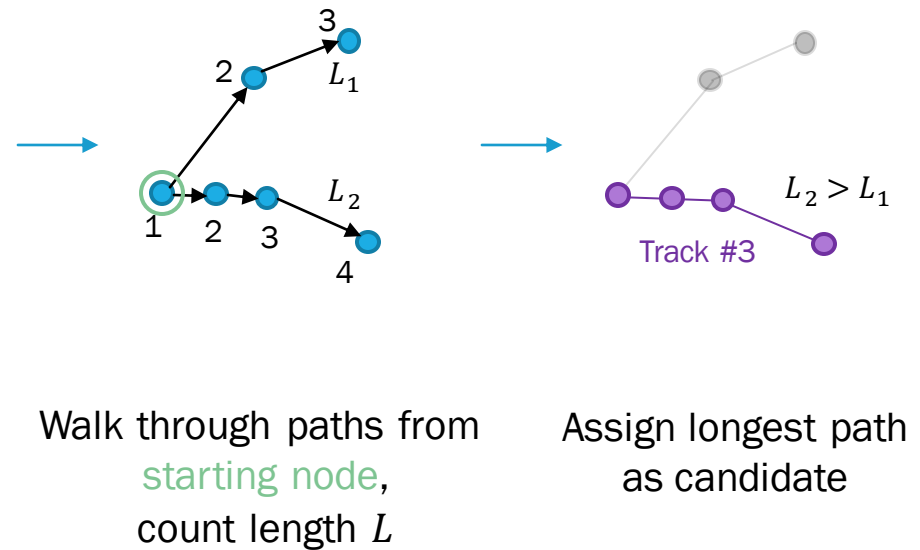 3
2
L₁
L₂
1
2
3
4
L₂ > L₁
Track #3
Walk through paths from
starting node,
count length L
Assign longest path
as candidate